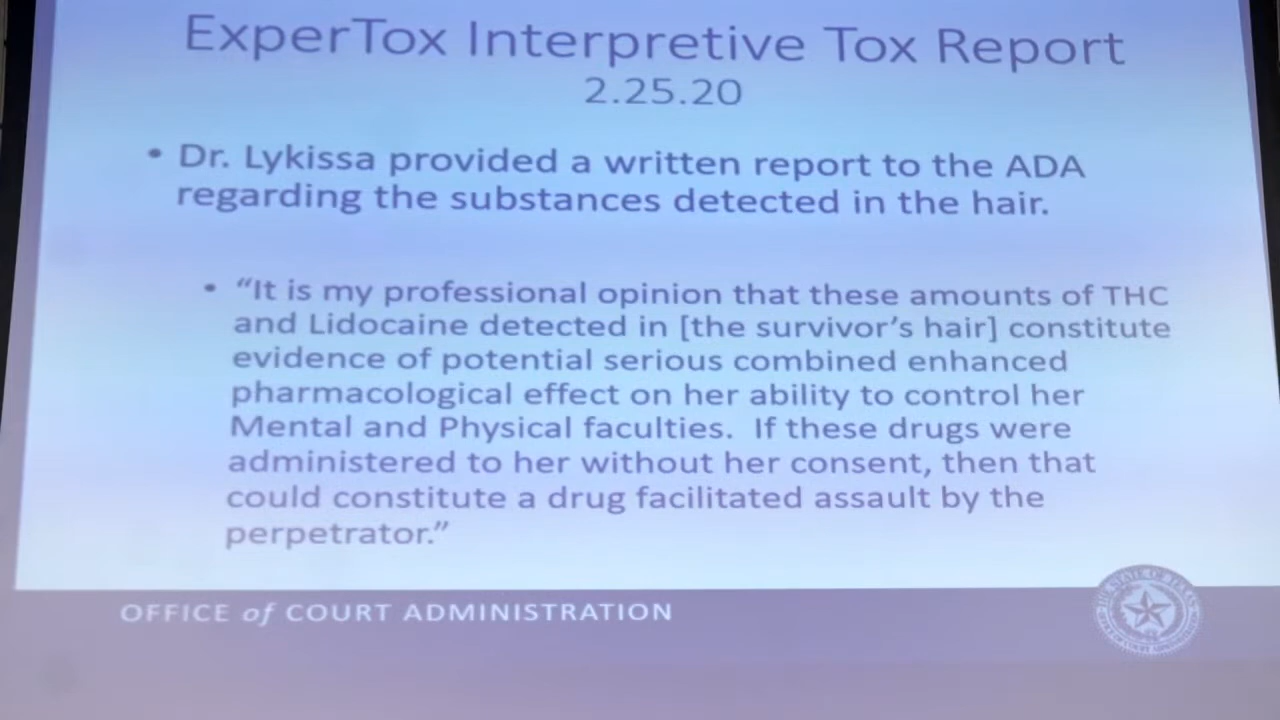 ExperTox Interpretive Tox Report
2.25.20
• Dr. Lykissa provided a written report to the ADA
regarding the substances detected in the hair.
• “It is my professional opinion that these amounts of THC
and Lidocaine detected in [the survivor’s hair] constitute
evidence of potential serious combined enhanced
pharmacological effect on her ability to control her
Mental and Physical faculties. If these drugs were
administered to her without her consent, then that
could constitute a drug facilitated assault by the
perpetrator.”
OFFICE of COURT ADMINISTRATION